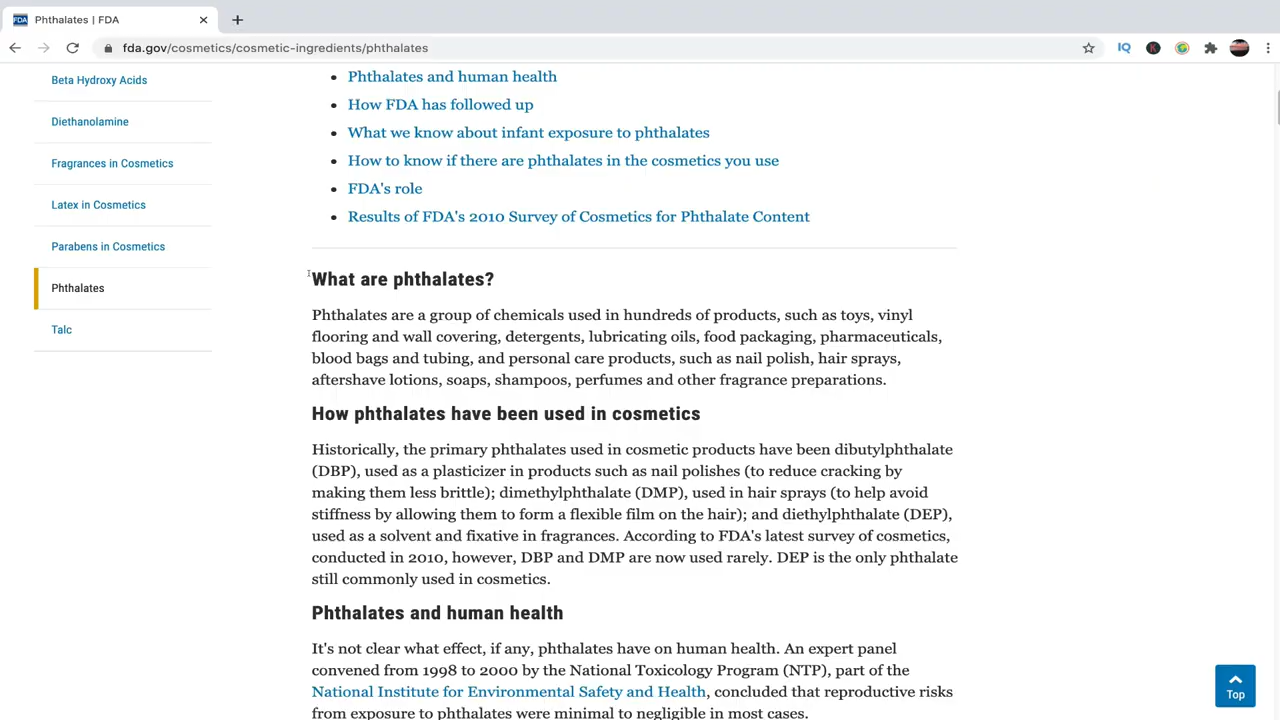 FDA
Phthalates | FDA
fda.gov/cosmetics/cosmetic-ingredients/phthalates
IQ
K
Beta Hydroxy Acids
Diethanolamine
Fragrances in Cosmetics
Latex in Cosmetics
Parabens in Cosmetics
Phthalates
Talc
Phthalates and human health
How FDA has followed up
What we know about infant exposure to phthalates
How to know if there are phthalates in the cosmetics you use
FDA's role
Results of FDA's 2010 Survey of Cosmetics for Phthalate Content
What are phthalates?
Phthalates are a group of chemicals used in hundreds of products, such as toys, vinyl
flooring and wall covering, detergents, lubricating oils, food packaging, pharmaceuticals,
blood bags and tubing, and personal care products, such as nail polish, hair sprays,
aftershave lotions, soaps, shampoos, perfumes and other fragrance preparations.
How phthalates have been used in cosmetics
Historically, the primary phthalates used in cosmetic products have been dibutylphthalate
(DBP), used as a plasticizer in products such as nail polishes (to reduce cracking by
making them less brittle); dimethylphthalate (DMP), used in hair sprays (to help avoid
stiffness by allowing them to form a flexible film on the hair); and diethylphthalate (DEP),
used as a solvent and fixative in fragrances. According to FDA's latest survey of cosmetics,
conducted in 2010, however, DBP and DMP are now used rarely. DEP is the only phthalate
still commonly used in cosmetics.
Phthalates and human health
It's not clear what effect, if any, phthalates have on human health. An expert panel
convened from 1998 to 2000 by the National Toxicology Program (NTP), part of the
National Institute for Environmental Safety and Health, concluded that reproductive risks
from exposure to phthalates were minimal to negligible in most cases.
Top